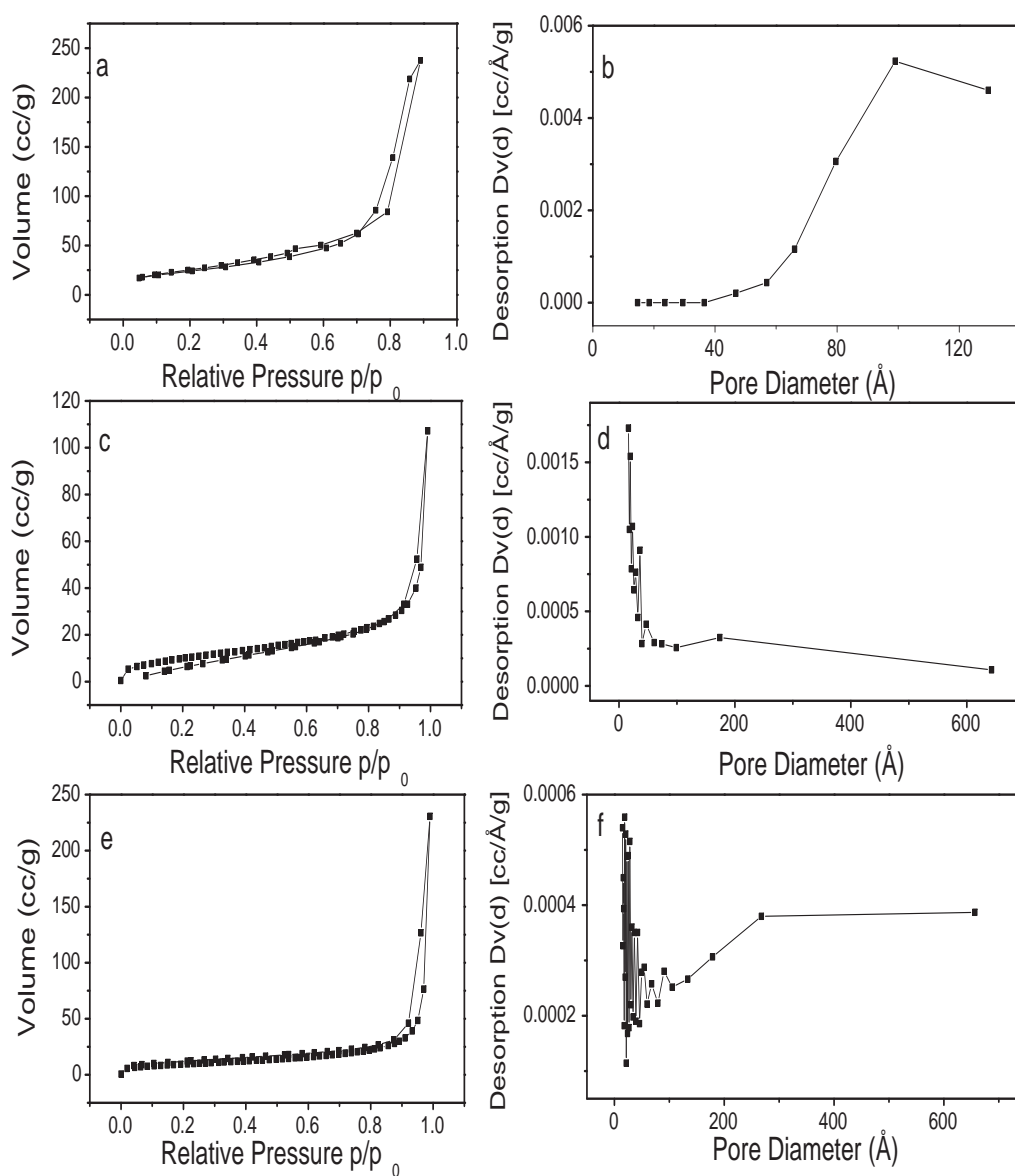 a
Volume (cc/g)
250
200
150
100
50
0
0.0 0.2 0.4 0.6 0.8 1.0
Relative Pressure p/p 0
b
Desorption Dv(d) [cc/Å/g]
0.006
0.004
0.002
0.000
0 40 80 120
Pore Diameter (Å)
c
Volume (cc/g)
120
100
80
60
40
20
0
0.0 0.2 0.4 0.6 0.8 1.0
Relative Pressure p/p 0
d
Desorption Dv(d) [cc/Å/g]
0.0015
0.0010
0.0005
0.0000
0 200 400 600
Pore Diameter (Å)
e
Volume (cc/g)
250
200
150
100
50
0
0.0 0.2 0.4 0.6 0.8 1.0
Relative Pressure p/p 0
f
Desorption Dv(d) [cc/Å/g]
0.0006
0.0004
0.0002
0 200 400 600
Pore Diameter (Å)